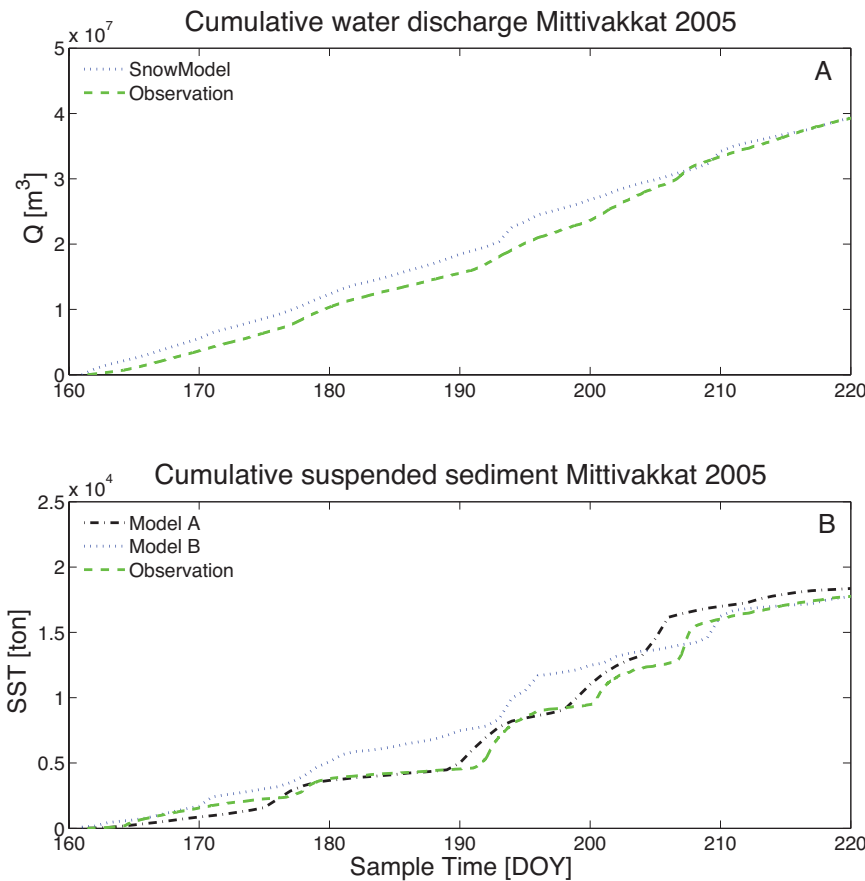 Cumulative water discharge Mittivakkat 2005
x 10^7
5
4
3
2
1
0
Q [m^3]
SnowModel
Observation
A
160 170 180 190 200 210 220
Cumulative suspended sediment Mittivakkat 2005
x 10^4
2.5
2
1.5
1
0.5
0
SST [ton]
Model A
Model B
Observation
B
160 170 180 190 200 210 220
Sample Time [DOY]